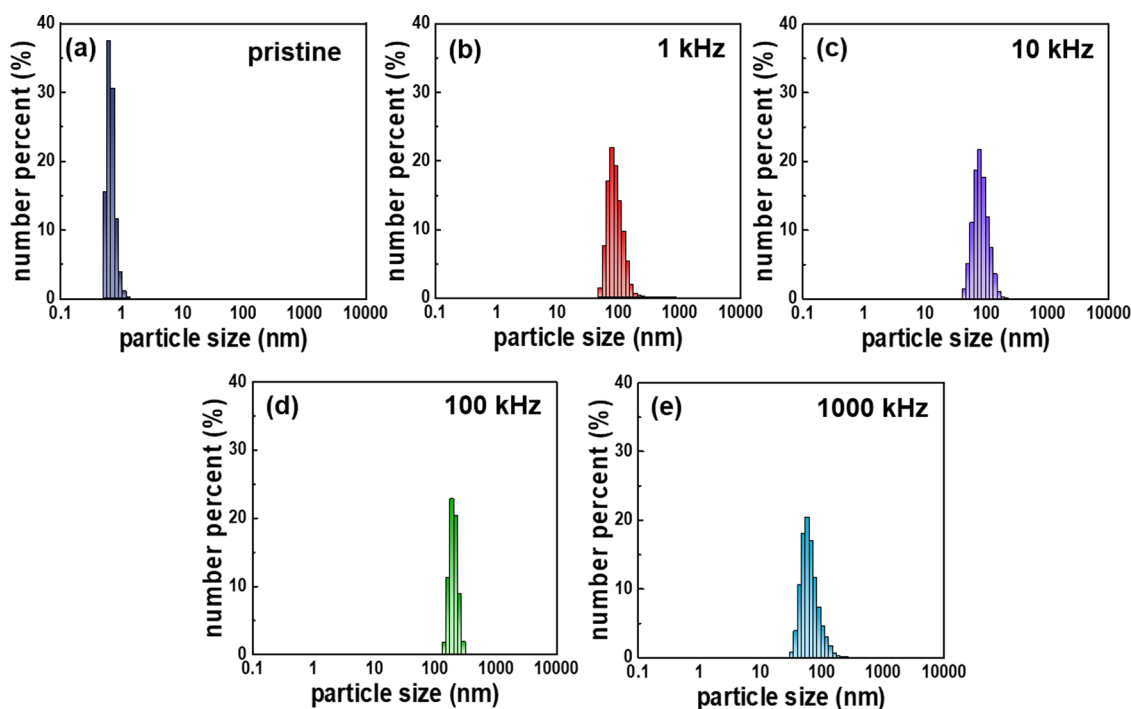 (a) pristine
number percent (%)
40
30
20
10
0
0.1 1 10 100 1000 10000
particle size (nm)
(b) 1 kHz
number percent (%)
40
30
20
10
0
0.1 1 10 100 1000 10000
particle size (nm)
(c) 10 kHz
number percent (%)
40
30
20
10
0
0.1 1 10 100 1000 10000
particle size (nm)
(d) 100 kHz
number percent (%)
40
30
20
10
0
0.1 1 10 100 1000 10000
particle size (nm)
(e) 1000 kHz
number percent (%)
40
30
20
10
0
0.1 1 10 100 1000 10000
particle size (nm)